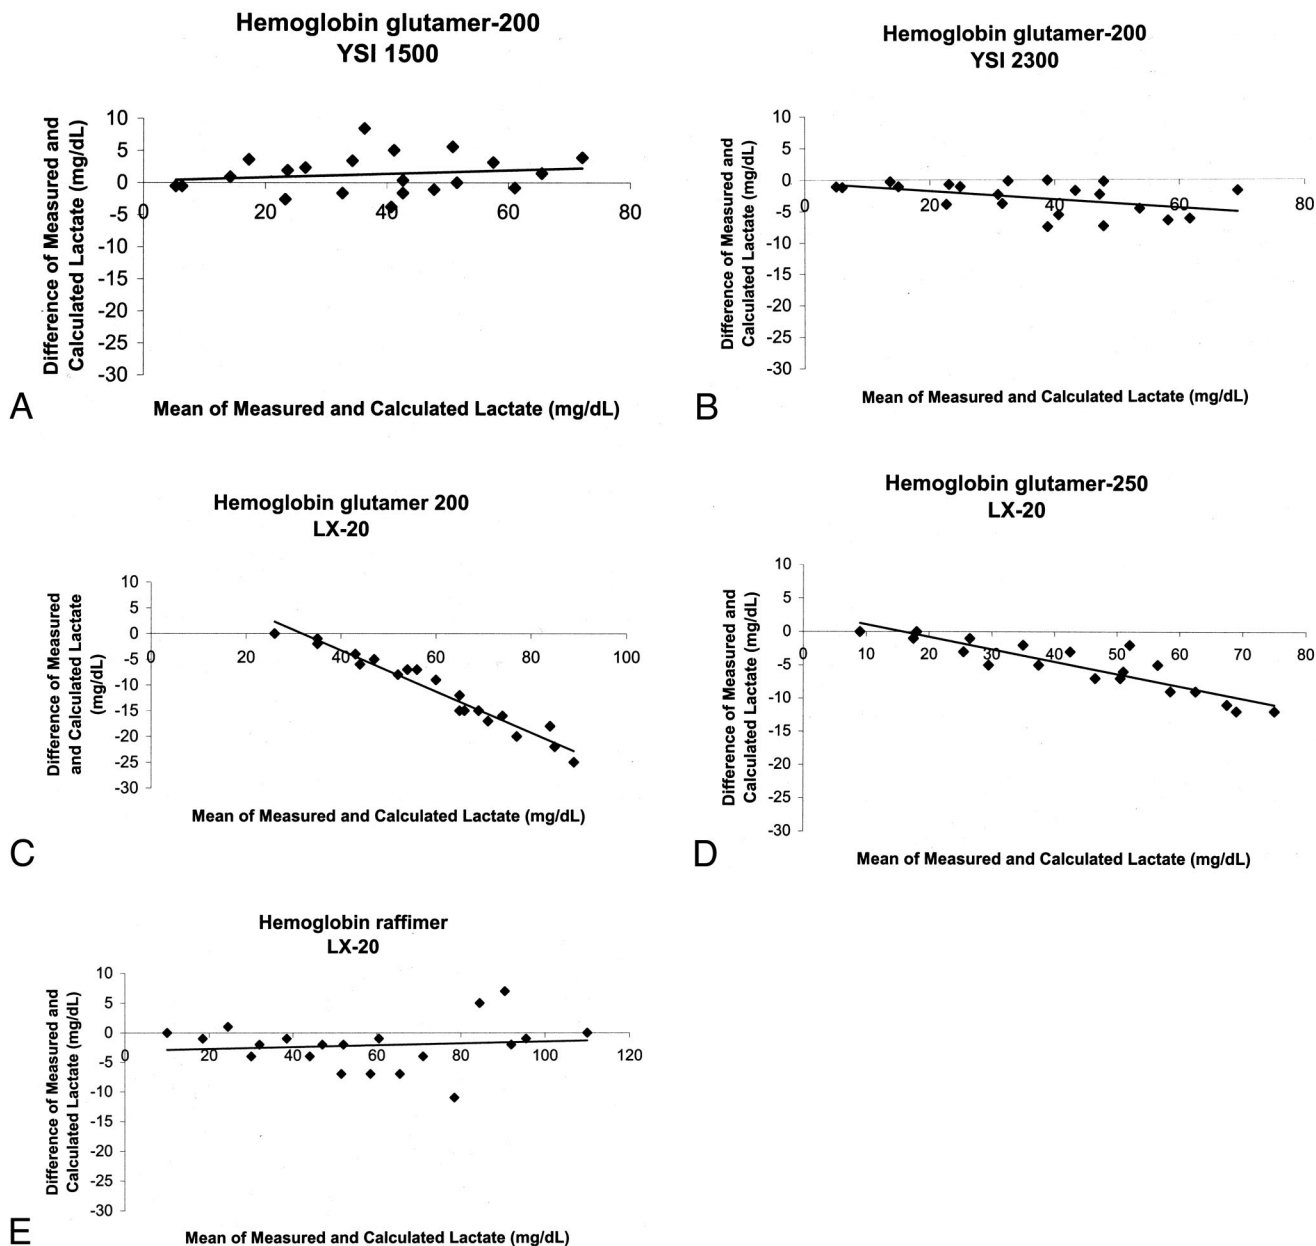 Hemoglobin glutamer-200
YSI 1500
Difference of Measured and
Calculated Lactate (mg/dL)
10
5
0
-5
-10
-15
-20
-25
-30
0
20
40
60
80
Mean of Measured and Calculated Lactate (mg/dL)
A
Hemoglobin glutamer-200
YSI 2300
Difference of Measured and
Calculated Lactate (mg/dL)
10
5
0
-5
-10
-15
-20
-25
-30
0
20
40
60
80
Mean of Measured and Calculated Lactate (mg/dL)
B
Hemoglobin glutamer 200
LX-20
Difference of Measured
and Calculated Lactate
(mg/dL)
10
5
0
-5
-10
-15
-20
-25
-30
0
20
40
60
80
100
Mean of Measured and Calculated Lactate (mg/dL)
C
Hemoglobin glutamer-250
LX-20
Difference of Measured and
Calculated Lactate (mg/dL)
10
5
0
-5
-10
-15
-20
-25
-30
0
10
20
30
40
50
60
70
80
Mean of Measured and Calculated Lactate (mg/dL)
D
Hemoglobin raffimer
LX-20
Difference of Measured and
Calculated Lactate (mg/dL)
10
5
0
-5
-10
-15
-20
-25
-30
0
20
40
60
80
100
120
Mean of Measured and Calculated Lactate (mg/dL)
E